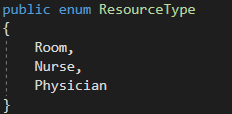 public enum ResourceType
{
    Room,
    Nurse,
    Physician
}